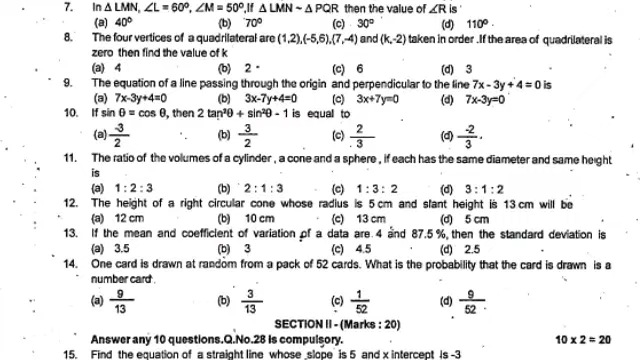 7. In Δ LMN, ∠L = 60°, ∠M = 50°,If Δ LMN ~ Δ PQR then the value of ∠R is
(a) 40° (b) 70° (c) 30° (d) 110°
8. The four vertices of a quadrilateral are (1,2),(-5,6),(7,-4) and (k,-2) taken in order .If the area of quadrilateral is
zero then find the value of k
(a) 4 (b) 2 (c) 6 (d) 3
9. The equation of a line passing through the origin and perpendicular to the line 7x - 3y + 4 = 0 is
(a) 7x-3y+4=0 (b) 3x-7y+4=0 (c) 3x+7y=0 (d) 7x-3y=0
10. If sin θ = cos θ, then 2 tan²θ + sin²θ - 1 is equal to
(a) -3/2 (b) 3/2 (c) 2/3 (d) -2/3
11. The ratio of the volumes of a cylinder , a cone and a sphere , if each has the same diameter and same height
is
(a) 1 : 2 : 3 (b) 2 : 1 : 3 (c) 1 : 3 : 2 (d) 3 : 1 : 2
12. The height of a right circular cone whose radius is 5 cm and slant height is 13 cm will be
(a) 12 cm (b) 10 cm (c) 13 cm (d) 5 cm
13. If the mean and coefficient of variation of a data are 4 and 87.5 %, then the standard deviation is
(a) 3.5 (b) 3 (c) 4.5 (d) 2.5
14. One card is drawn at random from a pack of 52 cards. What is the probability that the card is drawn is a
number card
(a) 9/13 (b) 3/13 (c) 1/52 (d) 9/52
SECTION II - (Marks : 20)
Answer any 10 questions.Q.No.28 is compulsory. 10 x 2 = 20
15. Find the equation of a straight line whose slope is 5 and x intercept is -3